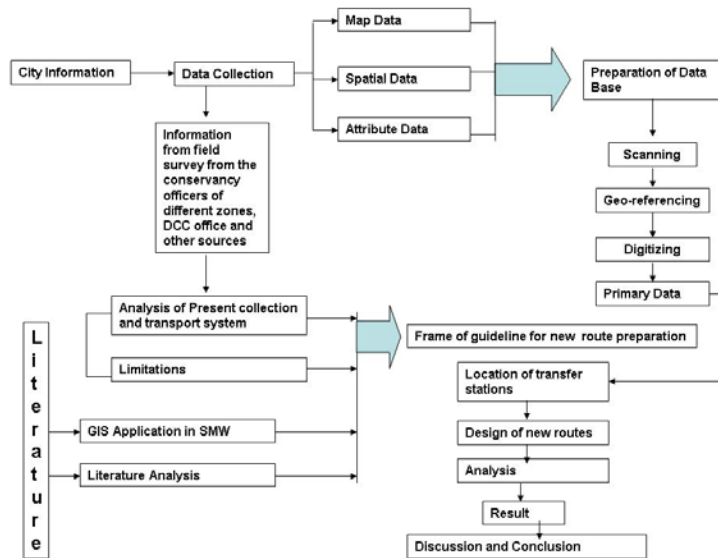 City Information
Data Collection
Map Data
Spatial Data
Attribute Data
Preparation of Data
Base
Scanning
Geo-referencing
Digitizing
Primary Data
Information
from field
survey from the
conservancy
officers of
different zones,
DCC office and
other sources
Literature
Analysis of Present collection
and transport system
Limitations
GIS Application in SMW
Literature Analysis
Frame of guideline for new route preparation
Location of transfer
stations
Design of new routes
Analysis
Result
Discussion and Conclusion